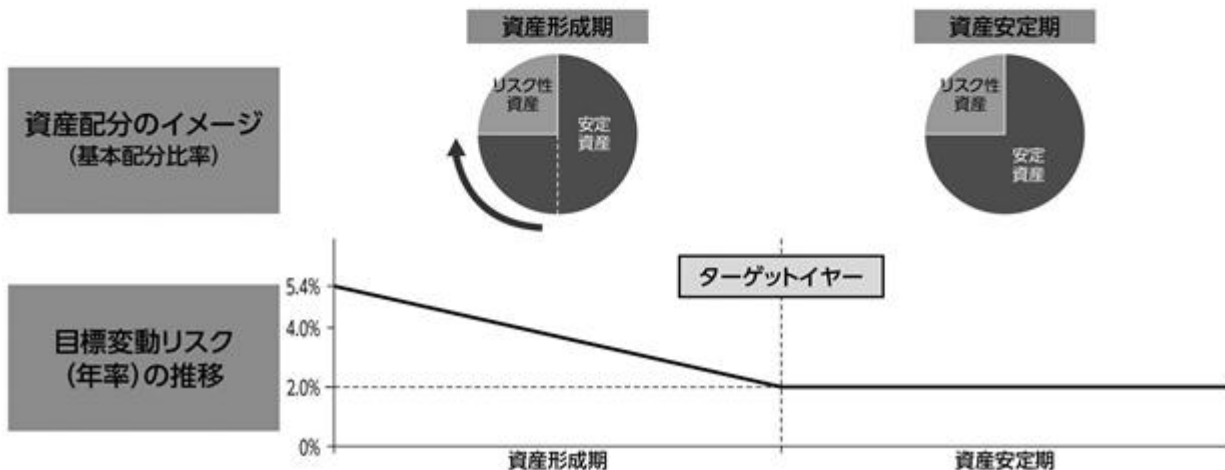 資産形成期
資産安定期
資産配分のイメージ
(基本配分比率)
リスク性
資産
安定
資産
リスク性
資産
安定
資産
ターゲットイヤー
目標変動リスク
(年率)の推移
5.4%
4.0%
2.0%
0%
資産形成期
資産安定期